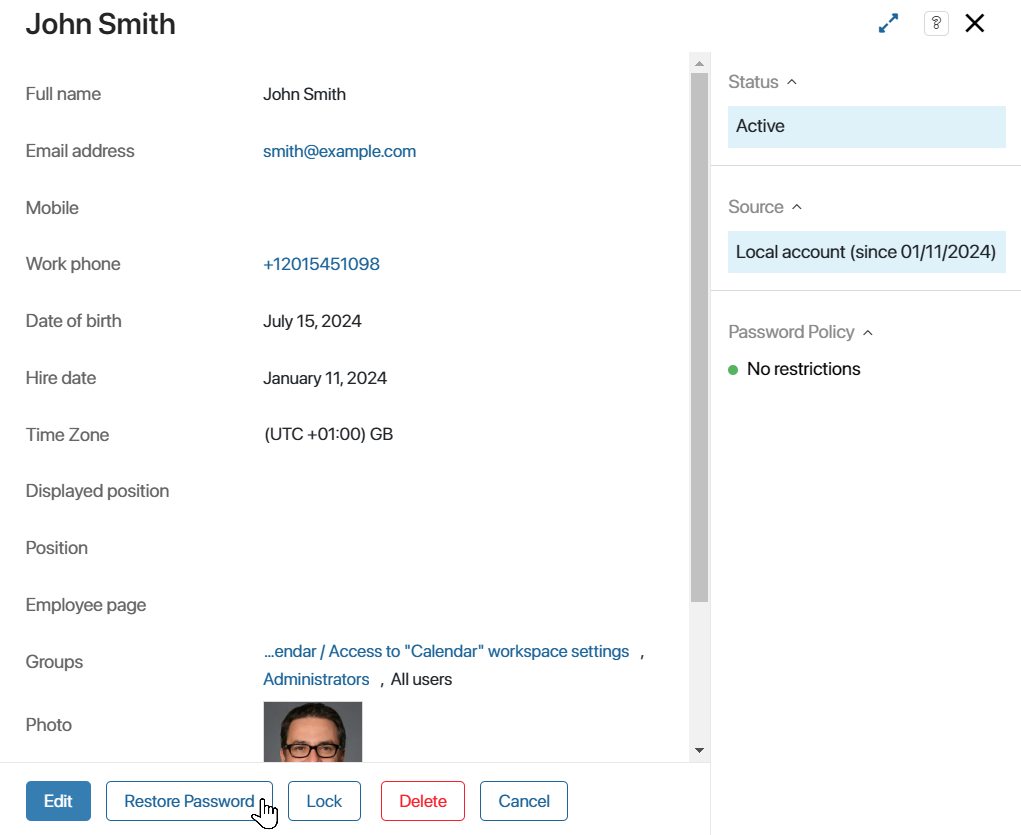 John Smith
?
Full name John Smith
Email address smith@example.com
Mobile
Work phone +12015451098
Date of birth July 15, 2024
Hire date January 11, 2024
Time Zone (UTC +01:00) GB
Displayed position
Position
Employee page
Groups ...endar / Access to "Calendar" workspace settings ,
Administrators , All users
Photo
Edit Restore Password Lock Delete Cancel
Status
Active
Source
Local account (since 01/11/2024)
Password Policy
No restrictions